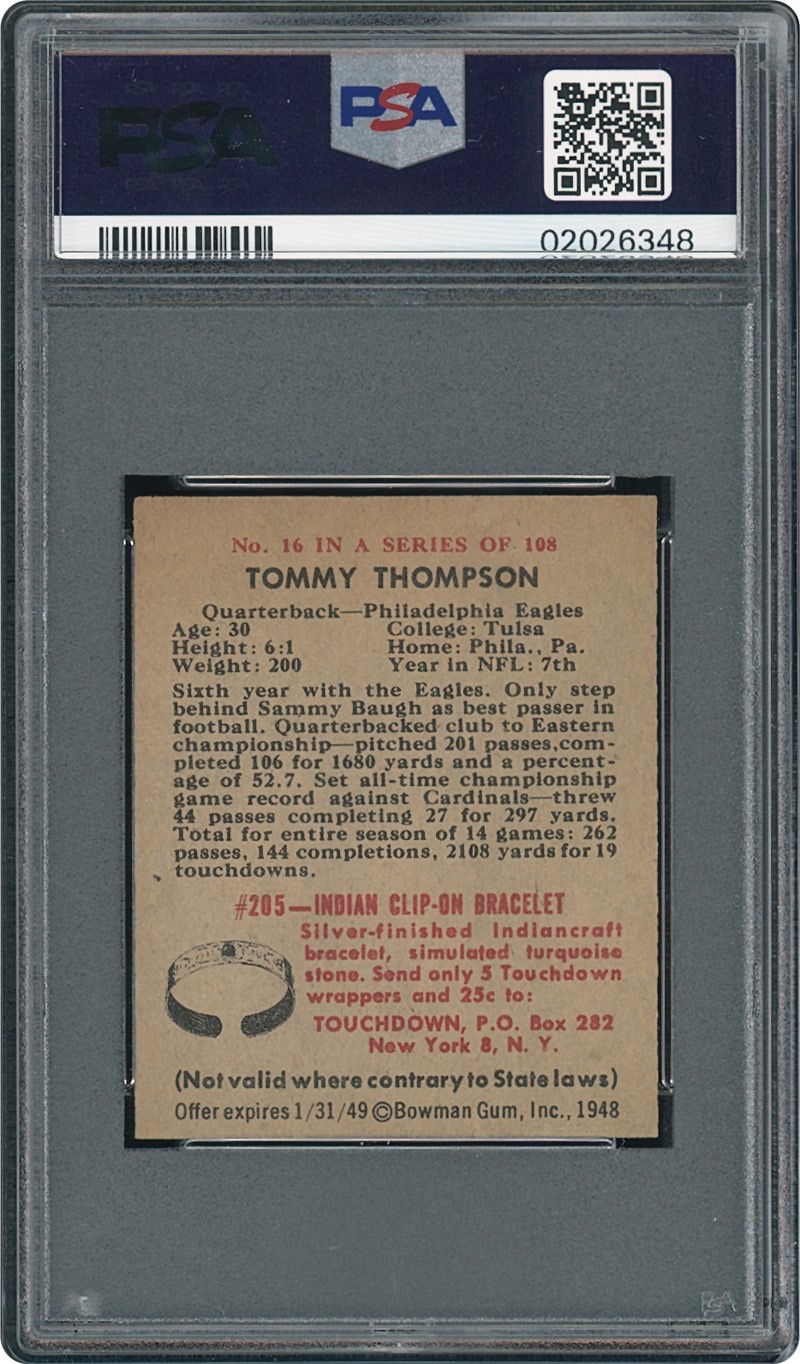 PSA
PSA
02026348
No. 16 IN A SERIES OF 108
TOMMY THOMPSON
Quarterback—Philadelphia Eagles
Age: 30 College: Tulsa
Height: 6:1 Home: Phila., Pa.
Weight: 200 Year in NFL: 7th
Sixth year with the Eagles. Only step
behind Sammy Baugh as best passer in
football. Quarterbacked club to Eastern
championship—pitched 201 passes,com-
pleted 106 for 1680 yards and a percent-
age of 52.7. Set all-time championship
game record against Cardinals—threw
44 passes completing 27 for 297 yards.
Total for entire season of 14 games: 262
passes, 144 completions, 2108 yards for 19
touchdowns.
#205—INDIAN CLIP-ON BRACELET
Silver-finished Indiancraft
bracelet, simulated turquoise
stone. Send only 5 Touchdown
wrappers and 25c to:
TOUCHDOWN, P.O. Box 282
New York 8, N. Y.
(Not valid where contrary to State laws)
Offer expires 1/31/49 ©Bowman Gum, Inc., 1948
PSA